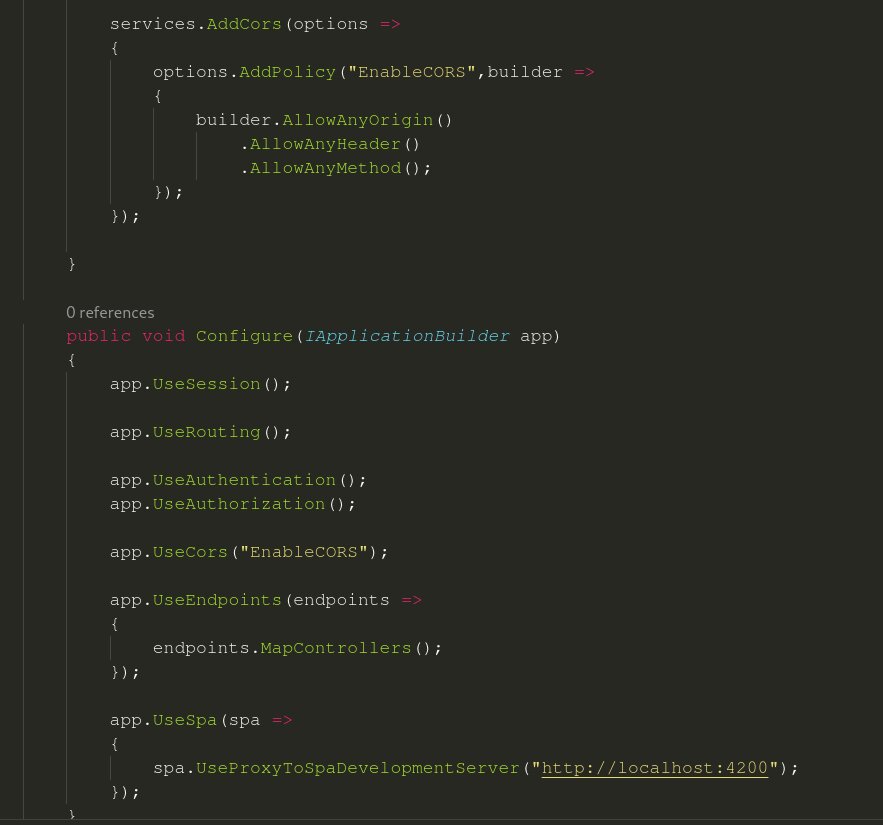 services.AddCors(options =>
{
options.AddPolicy("EnableCORS",builder =>
{
builder.AllowAnyOrigin()
.AllowAnyHeader()
.AllowAnyMethod();
});
});
}
0 references
public void Configure(IApplicationBuilder app)
{
app.UseSession();
app.UseRouting();
app.UseAuthentication();
app.UseAuthorization();
app.UseCors("EnableCORS");
app.UseEndpoints(endpoints =>
{
endpoints.MapControllers();
});
app.UseSpa(spa =>
{
spa.UseProxyToSpaDevelopmentServer("http://localhost:4200");
});
}